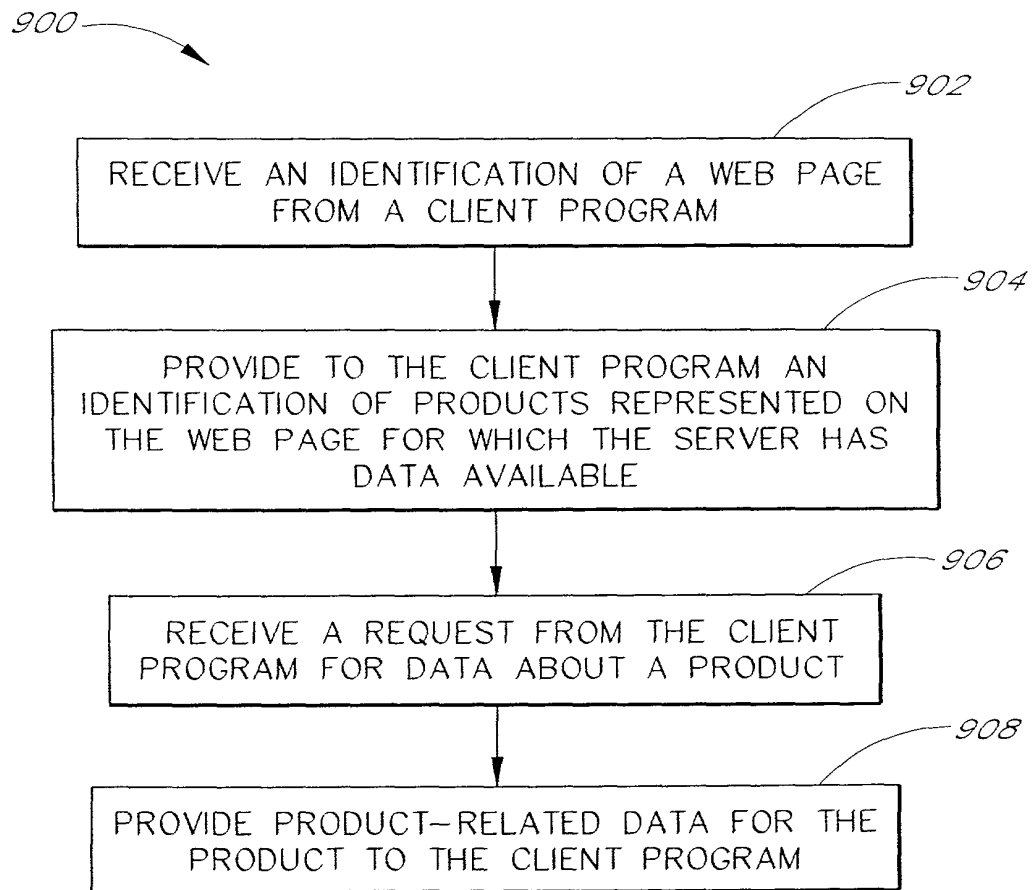 900
902
RECEIVE AN IDENTIFICATION OF A WEB PAGE
FROM A CLIENT PROGRAM
904
PROVIDE TO THE CLIENT PROGRAM AN
IDENTIFICATION OF PRODUCTS REPRESENTED ON
THE WEB PAGE FOR WHICH THE SERVER HAS
DATA AVAILABLE
906
RECEIVE A REQUEST FROM THE CLIENT
PROGRAM FOR DATA ABOUT A PRODUCT
908
PROVIDE PRODUCT-RELATED DATA FOR THE
PRODUCT TO THE CLIENT PROGRAM